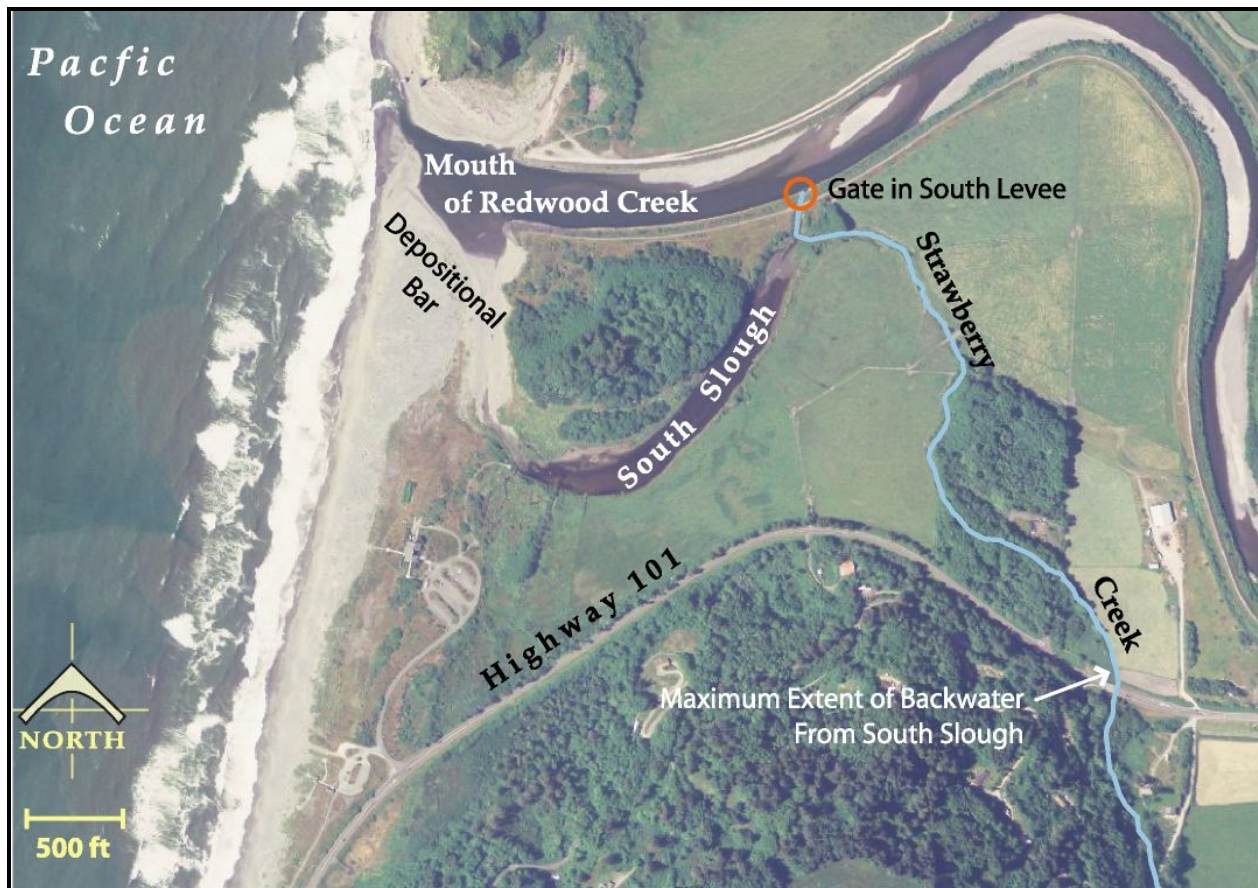 Pacfic
Ocean
Mouth
of Redwood Creek
Gate in South Levee
Depositional
Bar
Strawberry
South Slough
Highway 101
Creek
Maximum Extent of Backwater
From South Slough
NORTH
500 ft